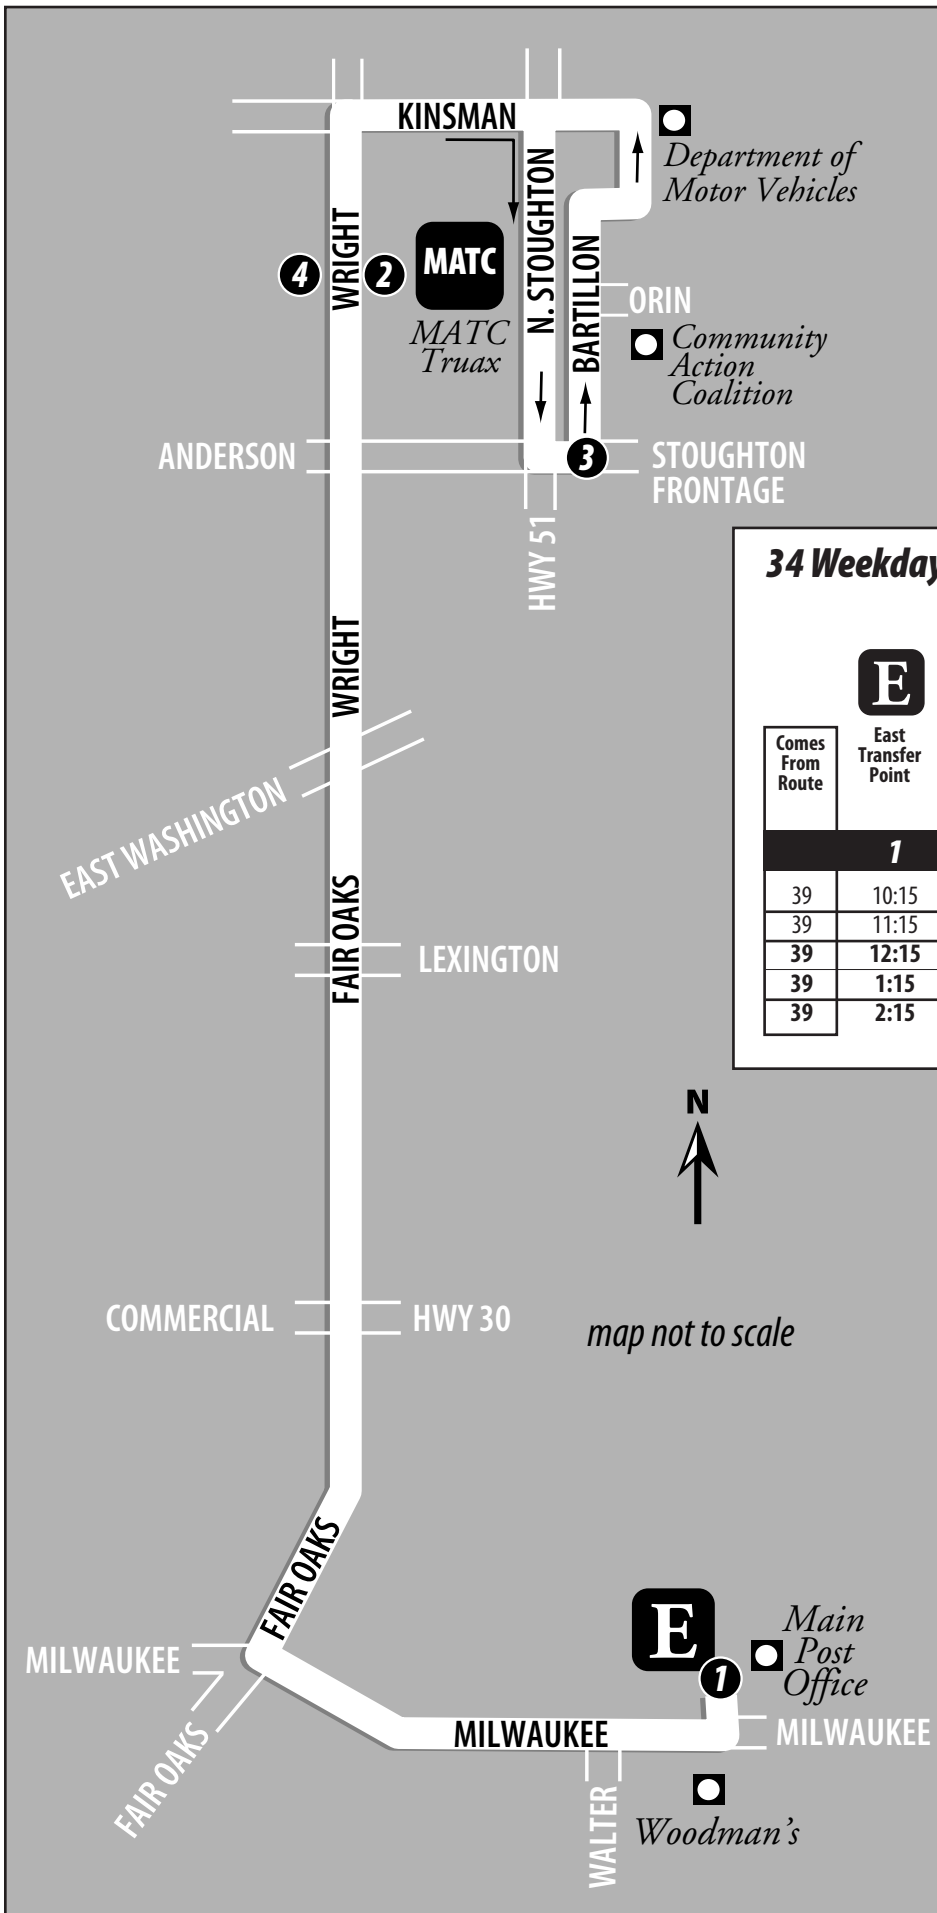 KINSMAN
Department of
Motor Vehicles
WRIGHT
N. STOUGHTON
BARTILLON
4
2
MATC
MATC
Truax
ORIN
Community
Action
Coalition
ANDERSON
3
STOUGHTON
FRONTAGE
HWY 51
34 Weekday
WRIGHT
E
Comes
From
Route
East
Transfer
Point
1
39 10:15
39 11:15
39 12:15
39 1:15
39 2:15
EAST WASHINGTON
FAIR OAKS
LEXINGTON
N
COMMERCIAL
HWY 30
map not to scale
FAIR OAKS
E
1
Main
Post
Office
MILWAUKEE
MILWAUKEE
MILWAUKEE
FAIR OAKS
WALTER
Woodman's